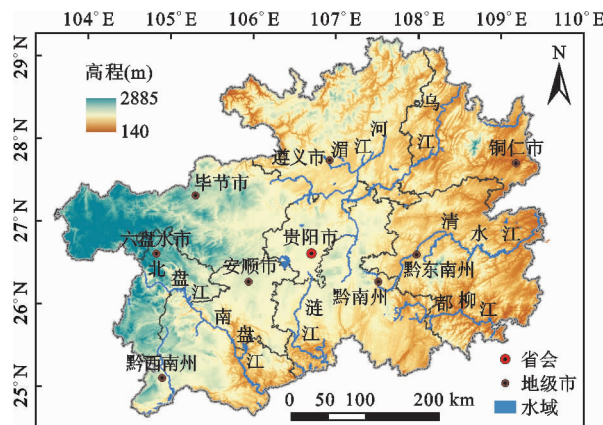 104°E 105°E 106°E 107°E 108°E 109°E 110°E
29°N
28°N
27°N
26°N
25°N
高程(m)
2885
140
N
乌江
湄江河
遵义市
铜仁市
毕节市
清水江
六盘水市
贵阳市
黔东南州
北盘江
安顺市
黔南州
涟江
都柳江
南盘江
黔西南州
省会
地级市
水域
0 50 100 200 km